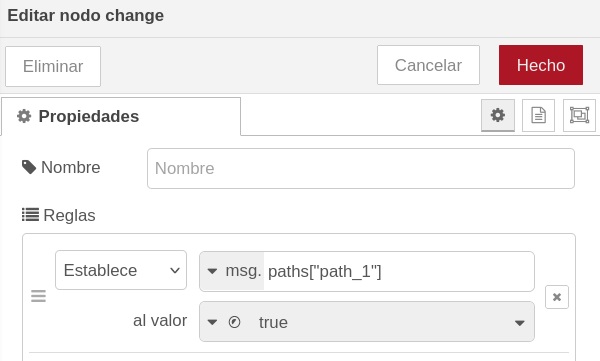 Editar nodo change
Eliminar
Cancelar
Hecho
Propiedades
Nombre
Nombre
Reglas
Establece
msg. paths["path_1"]
al valor
true